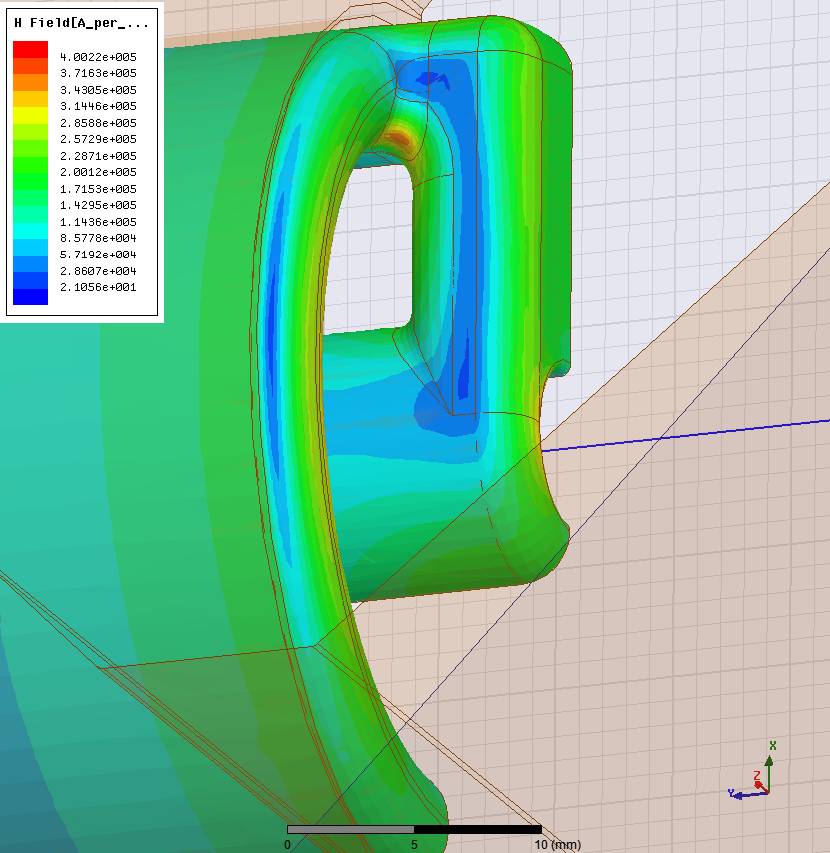 H Field[A_per_...
4.0022e+005
3.7163e+005
3.4305e+005
3.1446e+005
2.8588e+005
2.5729e+005
2.2871e+005
2.0012e+005
1.7153e+005
1.4295e+005
1.1436e+005
8.5778e+004
5.7192e+004
2.8607e+004
2.1056e+001
X
Z
Y
0 5 10 (mm)